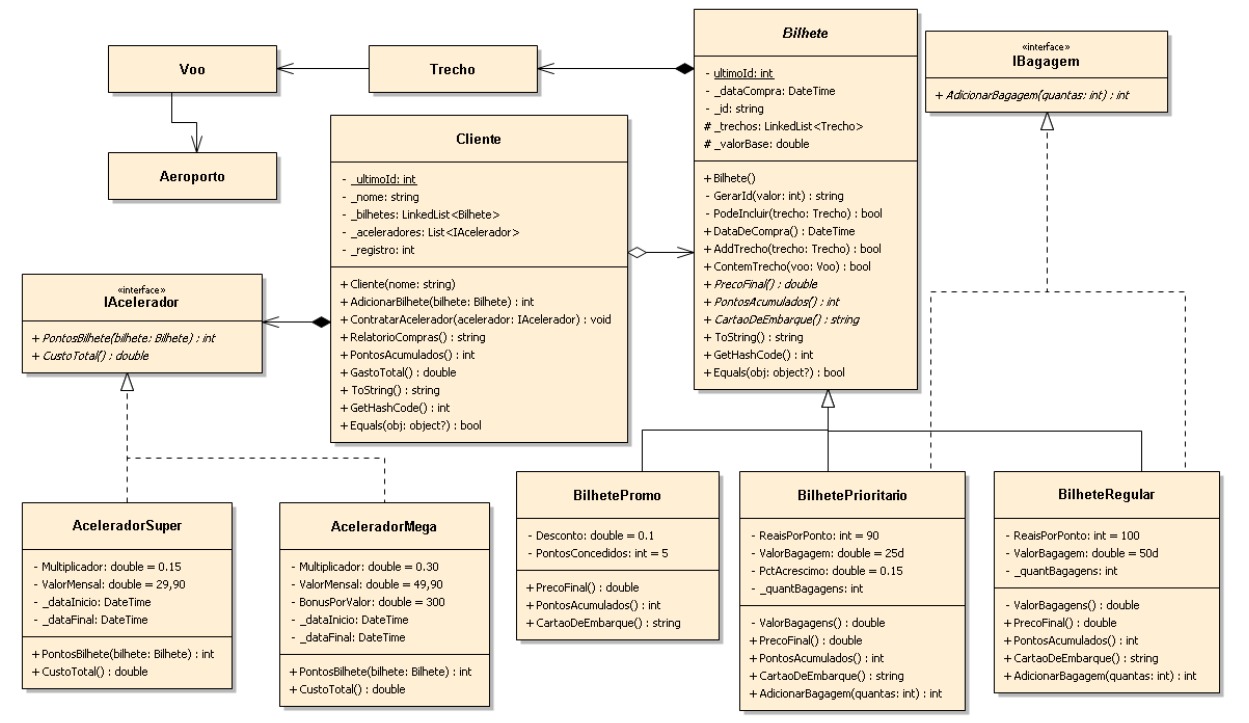 Voo
Trecho
Aeroporto
Bilhete
- ultimoId: int
- _dataCompra: DateTime
- _id: string
# _trechos: LinkedList<Trecho>
# _valorBase: double
+ Bilhete()
- GerarId(valor: int) : string
- PodeIncluir(trecho: Trecho) : bool
+ DataDeCompra() : DateTime
+ AddTrecho(trecho: Trecho) : bool
+ ContemTrecho(voo: Voo) : bool
+ PrecoFinal() : double
+ PontosAcumulados() : int
+ CartaoDeEmbarque() : string
+ ToString() : string
+ GetHashCode() : int
+ Equals(obj: object?) : bool
«interface»
IBagagem
+ AdicionarBagagem(quantas: int) : int
Cliente
- _ultimoId: int
- _nome: string
- _bilhetes: LinkedList<Bilhete>
- _aceleradores: List<IAcelerador>
- _registro: int
+ Cliente(nome: string)
+ AdicionarBilhete(bilhete: Bilhete) : int
+ ContratarAcelerador(acelerador: IAcelerador) : void
+ RelatorioCompras() : string
+ PontosAcumulados() : int
+ GastoTotal() : double
+ ToString() : string
+ GetHashCode() : int
+ Equals(obj: object?) : bool
«interface»
IAcelerador
+ PontosBilhete(bilhete: Bilhete) : int
+ CustoTotal() : double
AceleradorSuper
- Multiplicador: double = 0.15
- ValorMensal: double = 29,90
- _dataInicio: DateTime
- _dataFinal: DateTime
+ PontosBilhete(bilhete: Bilhete) : int
+ CustoTotal() : double
AceleradorMega
- Multiplicador: double = 0.30
- ValorMensal: double = 49,90
- BonusPorValor: double = 300
- _dataInicio: DateTime
- _dataFinal: DateTime
+ PontosBilhete(bilhete: Bilhete) : int
+ CustoTotal() : double
BilhetePromo
- Desconto: double = 0.1
- PontosConcedidos: int = 5
+ PrecoFinal() : double
+ PontosAcumulados() : int
+ CartaoDeEmbarque() : string
BilhetePrioritario
- ReaisPorPonto: int = 90
- ValorBagagem: double = 25d
- PctAcrescimo: double = 0.15
- _quantBagagens: int
- ValorBagagens() : double
+ PrecoFinal() : double
+ PontosAcumulados() : int
+ CartaoDeEmbarque() : string
+ AdicionarBagagem(quantas: int) : int
BilheteRegular
- ReaisPorPonto: int = 100
- ValorBagagem: double = 50d
- _quantBagagens: int
- ValorBagagens() : double
+ PrecoFinal() : double
+ PontosAcumulados() : int
+ CartaoDeEmbarque() : string
+ AdicionarBagagem(quantas: int) : int